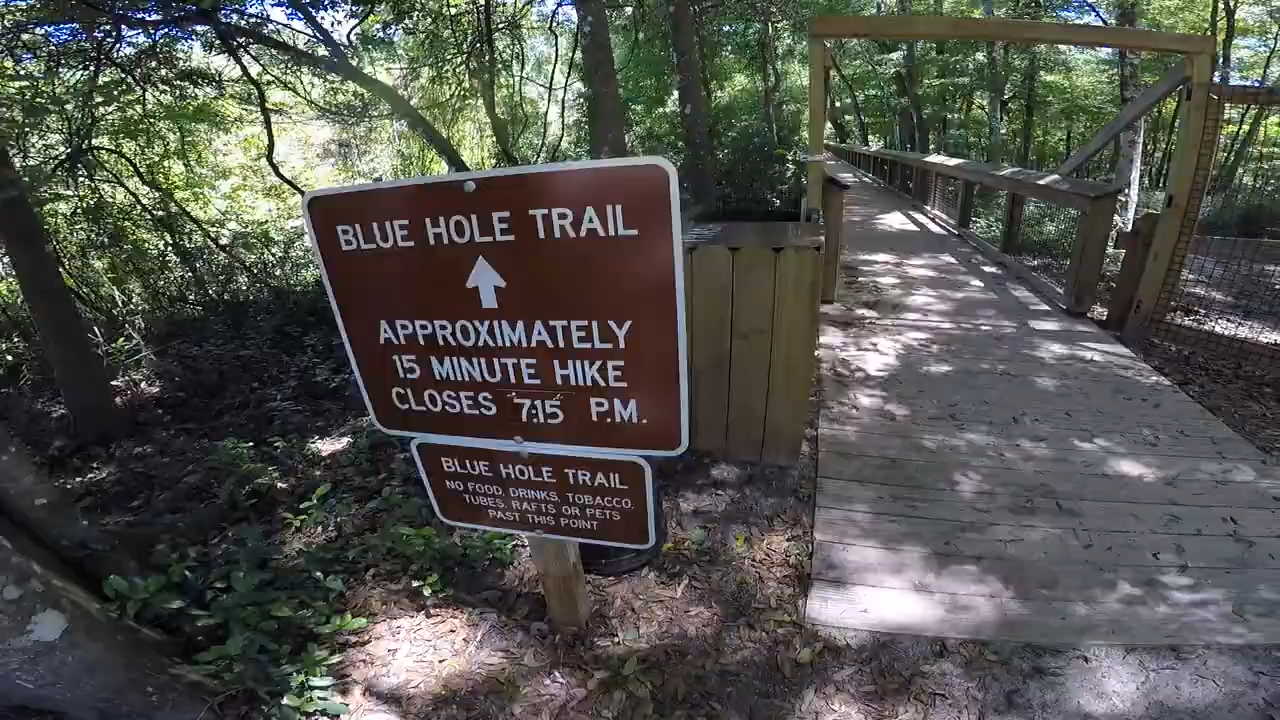 BLUE HOLE TRAIL
APPROXIMATELY
15 MINUTE HIKE
CLOSES 7:15 P.M.
BLUE HOLE TRAIL
NO FOOD, DRINKS, TOBACCO,
TUBES, RAFTS OR PETS
PAST THIS POINT